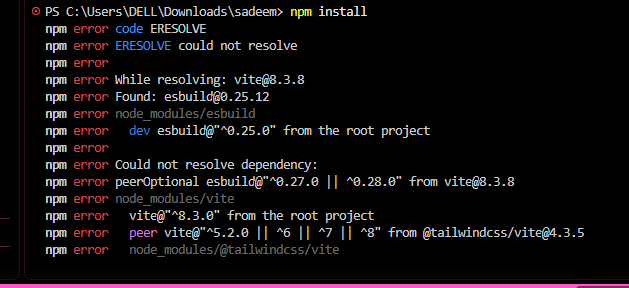 PS C:\Users\DELL\Downloads\sadeem> npm install
npm error code ERESOLVE
npm error ERESOLVE could not resolve
npm error
npm error While resolving: vite@8.3.8
npm error Found: esbuild@0.25.12
npm error node_modules/esbuild
npm error   dev esbuild@"^0.25.0" from the root project
npm error
npm error Could not resolve dependency:
npm error peerOptional esbuild@"^0.27.0 || ^0.28.0" from vite@8.3.8
npm error node_modules/vite
npm error   vite@"^8.3.0" from the root project
npm error   peer vite@"^5.2.0 || ^6 || ^7 || ^8" from @tailwindcss/vite@4.3.5
npm error   node_modules/@tailwindcss/vite